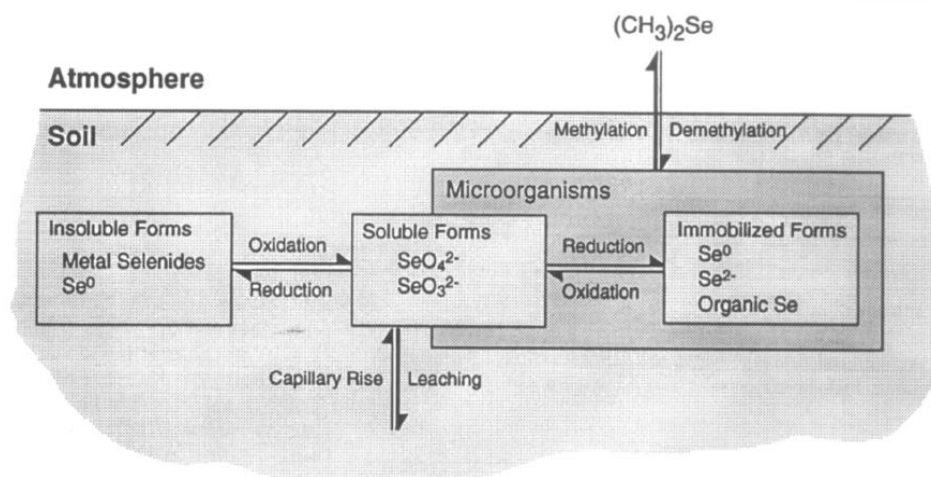 (CH₃)₂Se
Atmosphere
Soil
Methylation
Demethylation
Microorganisms
Insoluble Forms
Metal Selenides
Se⁰
Oxidation
Reduction
Soluble Forms
SeO₄²⁻
SeO₃²⁻
Reduction
Oxidation
Immobilized Forms
Se⁰
Se²⁻
Organic Se
Capillary Rise
Leaching